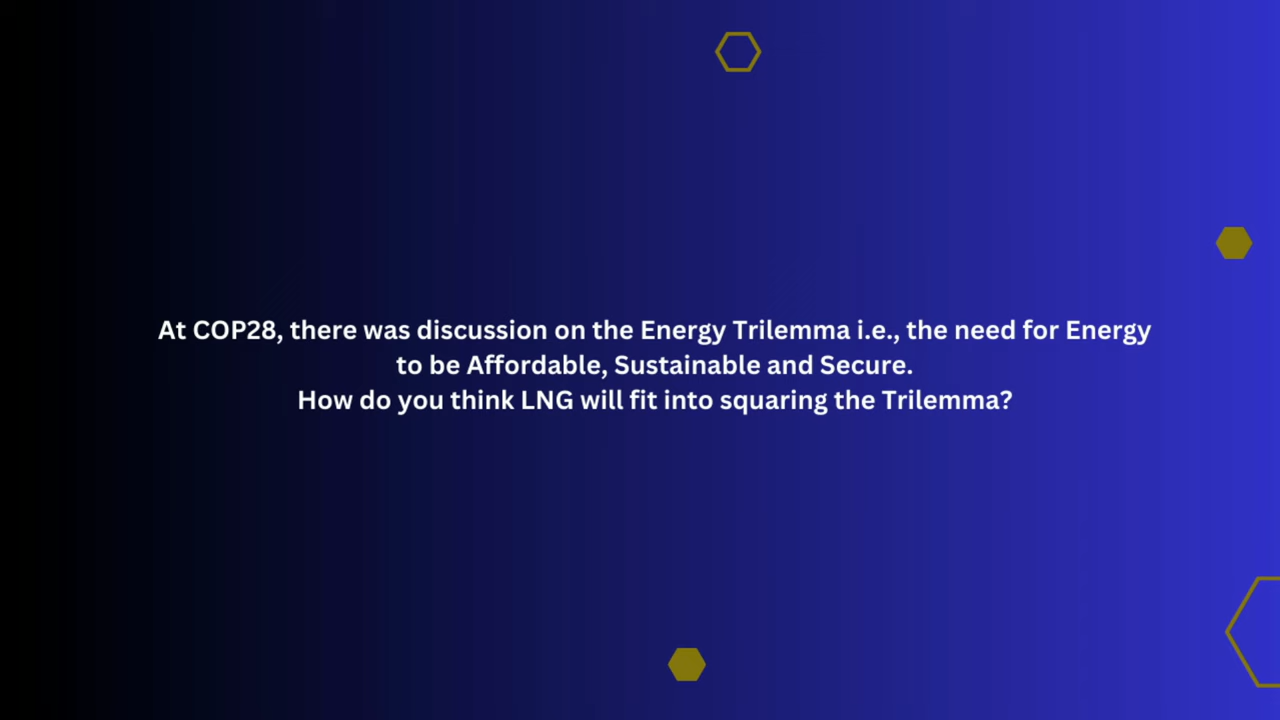 At COP28, there was discussion on the Energy Trilemma i.e., the need for Energy
to be Affordable, Sustainable and Secure.
How do you think LNG will fit into squaring the Trilemma?